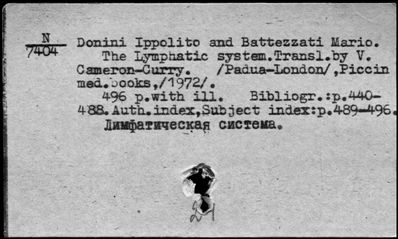 N
7404
Donini Ippolito and Battezzati Mario.
The Lymphatic system.Transl.by V.
Cameron-Curry. /Padua-London/,Piccin
med.books,/1972/.
496 p.with ill. Bibliogr.:p.440-
488.Auth.index,Subject index:p.489-496.
Лимфатическая система.
24